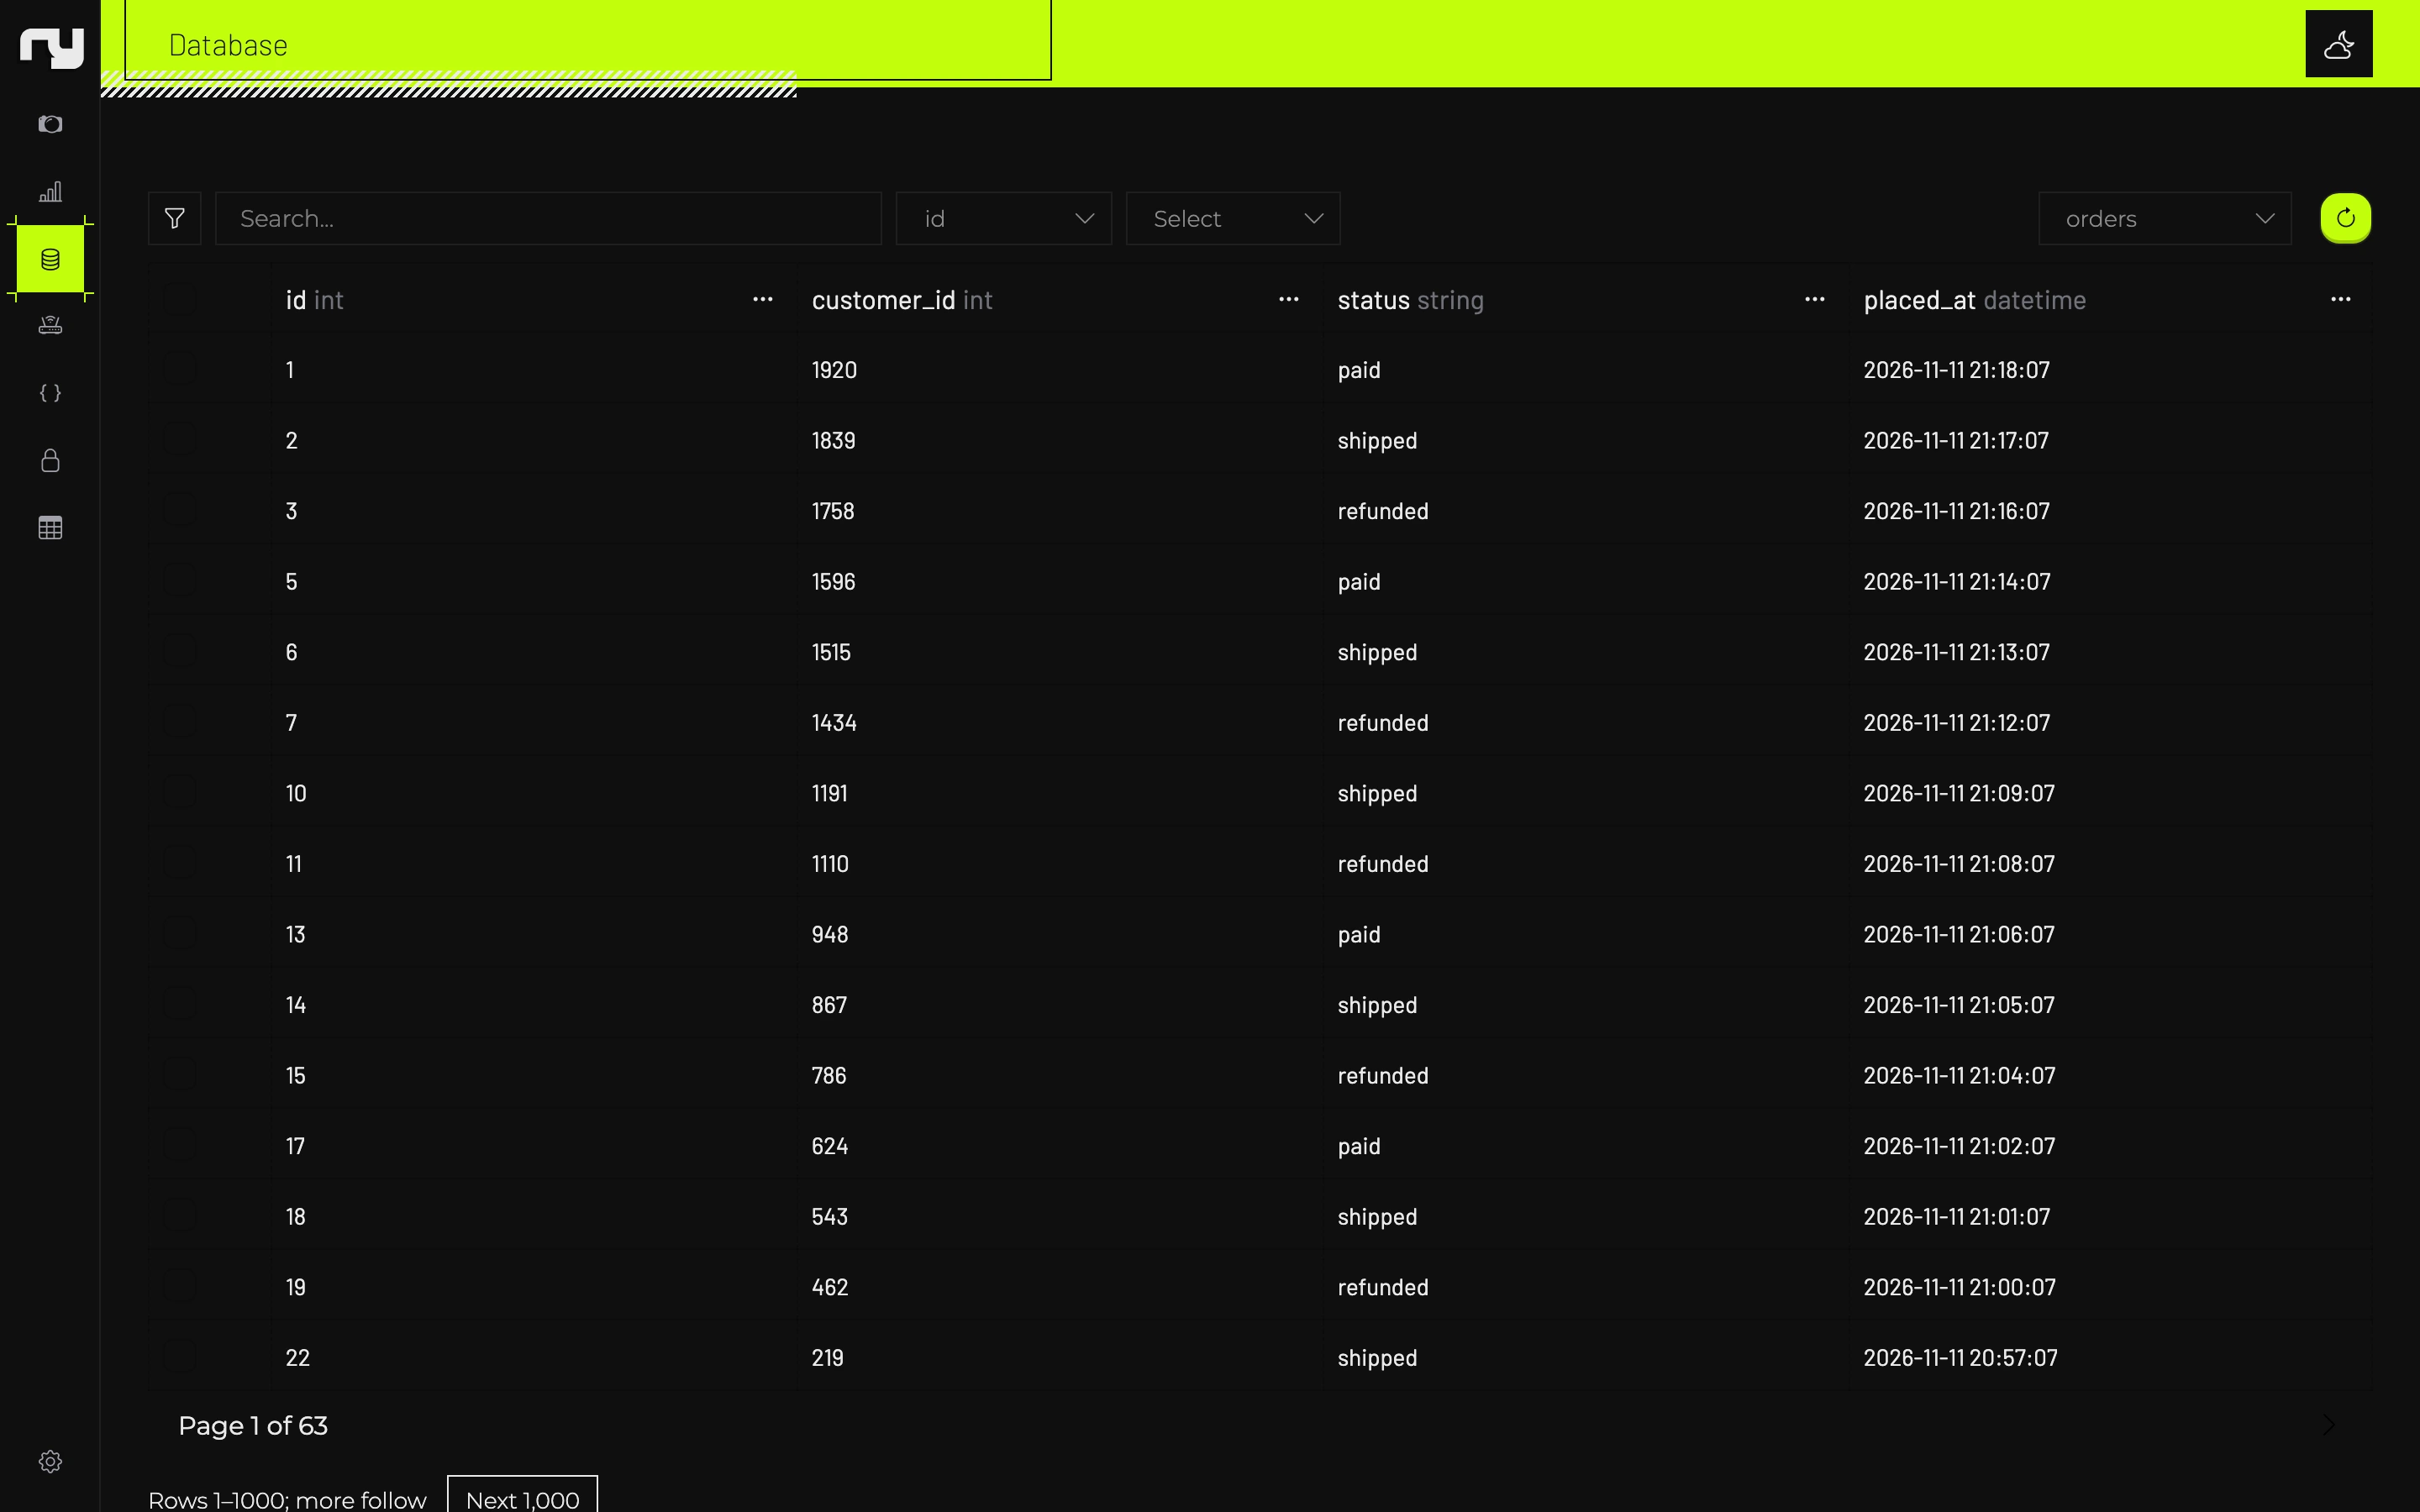 ry
Database
Search...
id
Select
orders
id int
customer_id int
status string
placed_at datetime
1 1920 paid 2026-11-11 21:18:07
2 1839 shipped 2026-11-11 21:17:07
3 1758 refunded 2026-11-11 21:16:07
5 1596 paid 2026-11-11 21:14:07
6 1515 shipped 2026-11-11 21:13:07
7 1434 refunded 2026-11-11 21:12:07
10 1191 shipped 2026-11-11 21:09:07
11 1110 refunded 2026-11-11 21:08:07
13 948 paid 2026-11-11 21:06:07
14 867 shipped 2026-11-11 21:05:07
15 786 refunded 2026-11-11 21:04:07
17 624 paid 2026-11-11 21:02:07
18 543 shipped 2026-11-11 21:01:07
19 462 refunded 2026-11-11 21:00:07
22 219 shipped 2026-11-11 20:57:07
Page 1 of 63
Rows 1–1000; more follow
Next 1,000